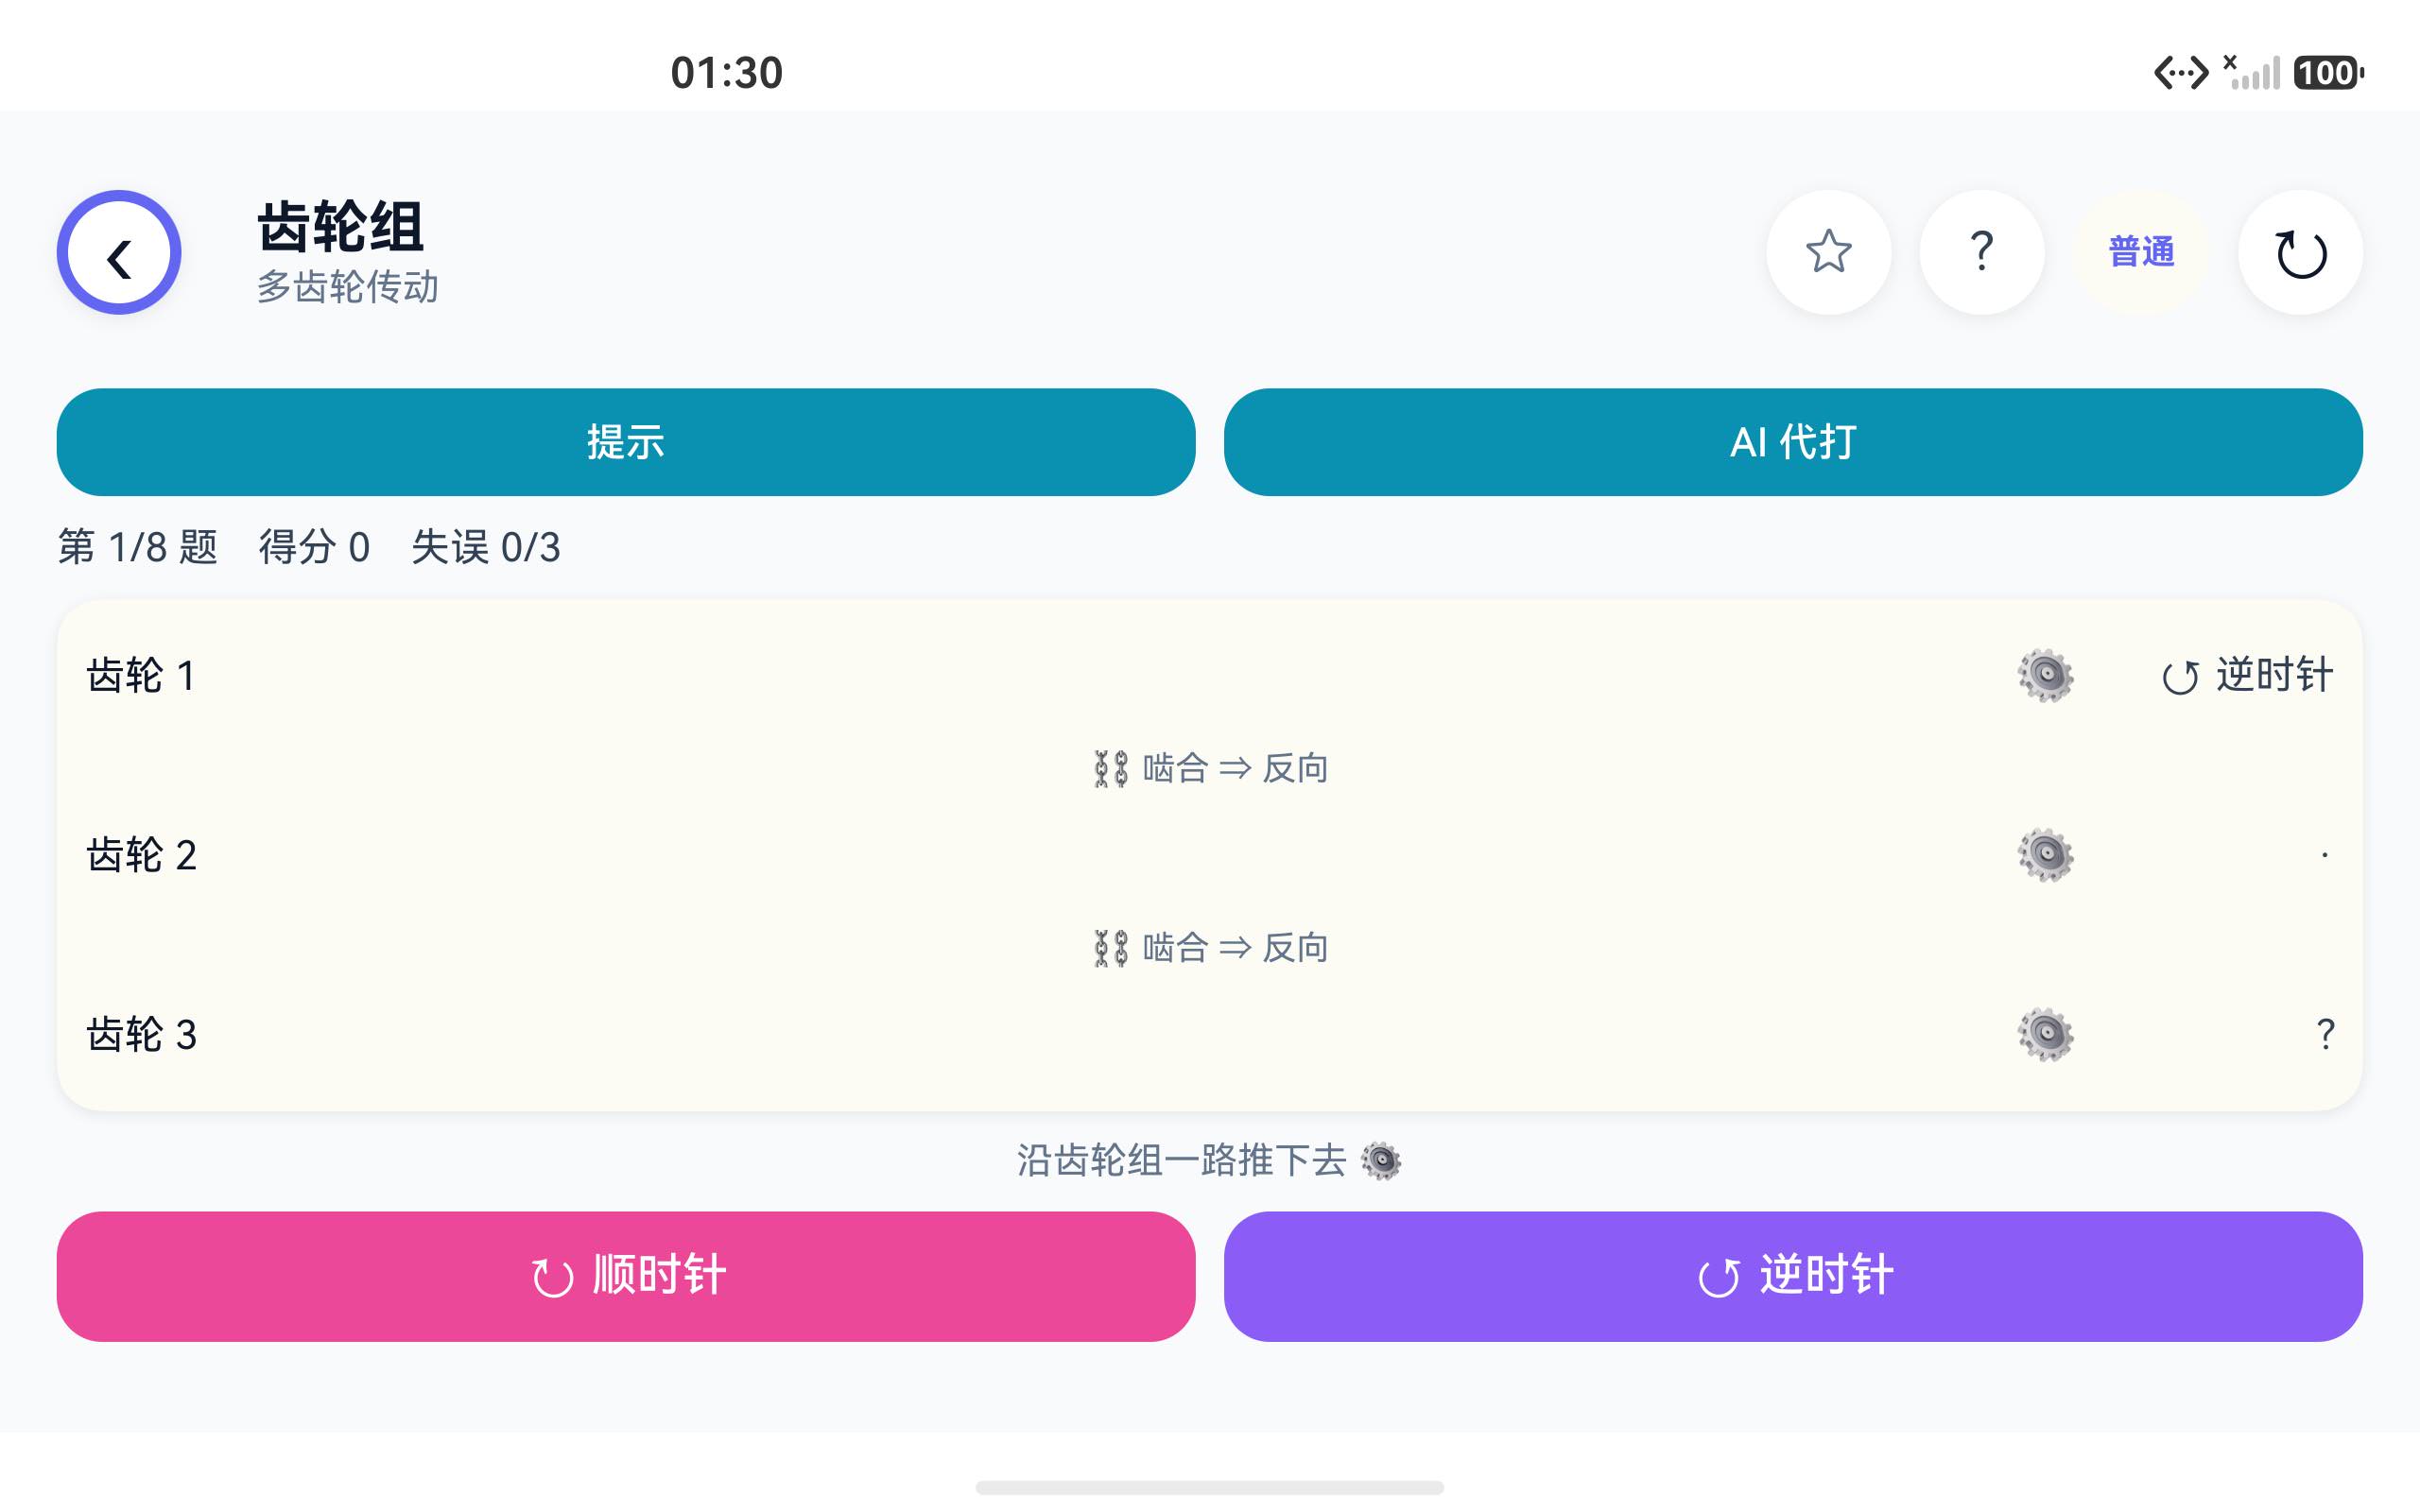 01:30
100
齿轮组
多齿轮传动
?
普通
提示
AI 代打
第 1/8 题 得分 0 失误 0/3
齿轮 1 ⚙️ ↺ 逆时针
⛓️ 啮合 ⇒ 反向
齿轮 2 ⚙️ ·
⛓️ 啮合 ⇒ 反向
齿轮 3 ⚙️ ?
沿齿轮组一路推下去 ⚙️
↻ 顺时针
↺ 逆时针